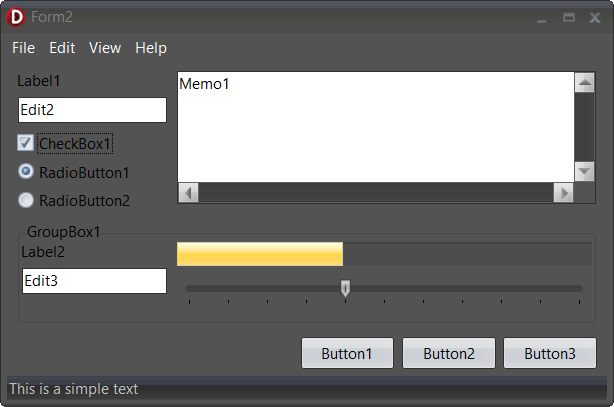 D Form2
File Edit View Help
Label1
Edit2
Memo1
CheckBox1
RadioButton1
RadioButton2
GroupBox1
Label2
Edit3
Button1 Button2 Button3
This is a simple text